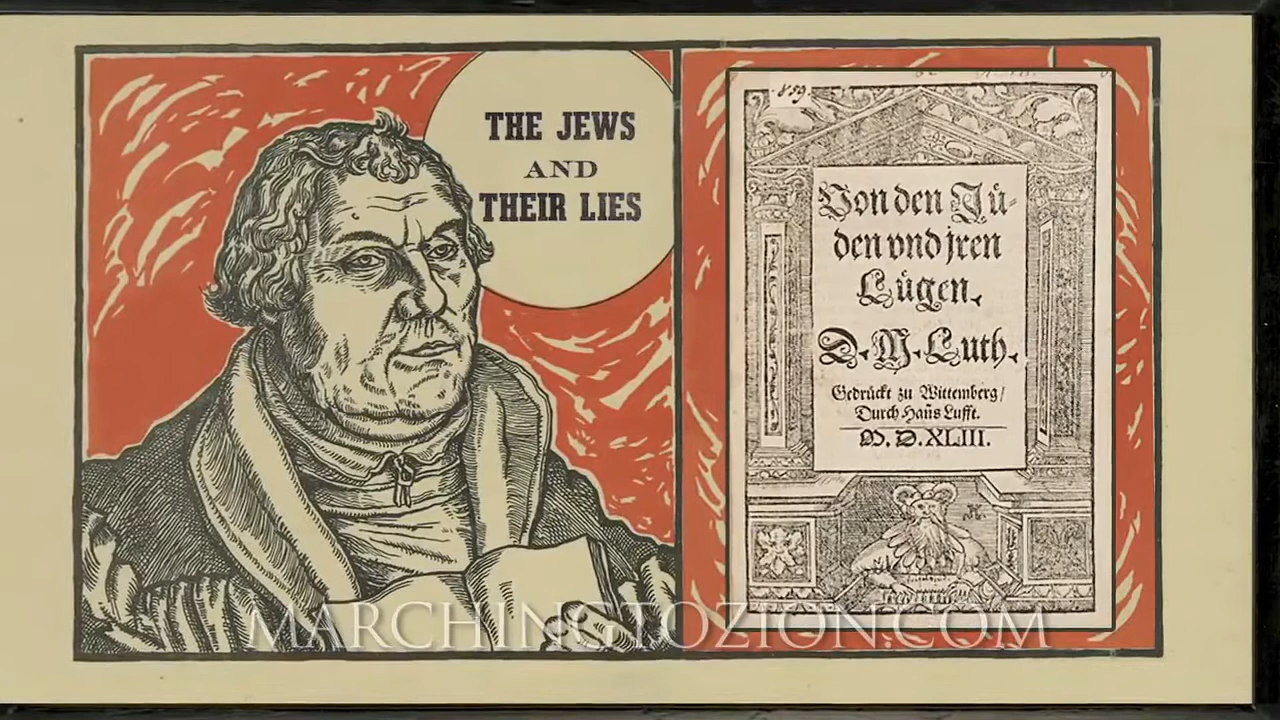 THE JEWS
AND
THEIR LIES
859.
Von den Jü-
den vnd jren
Lügen.
D. M. Luth.
Gedrückt zu Wittemberg/
Durch Hans Lufft.
M. D. XLIII.
MARCHINGTOZION.COM